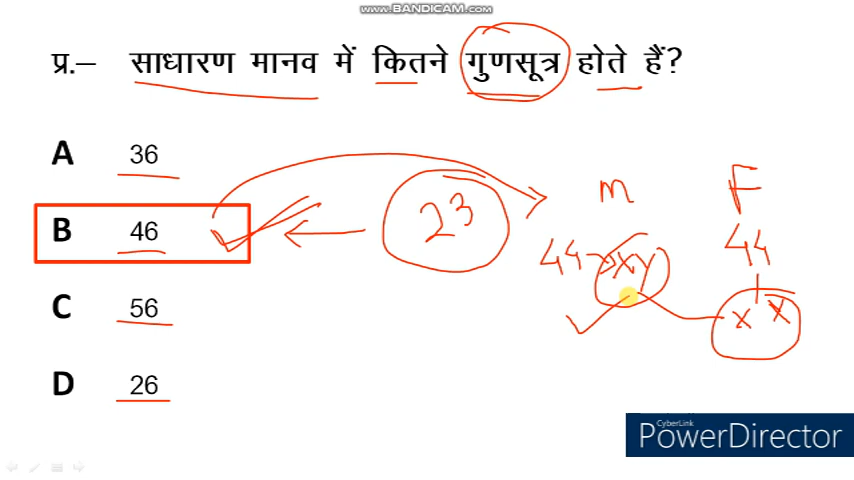 www.BANDICAM.com
प्र.– साधारण मानव में कितने गुणसूत्र होते हैं?
A 36
B 46
C 56
D 26
23
m F
44 XY 44
X X
CyberLink
PowerDirector